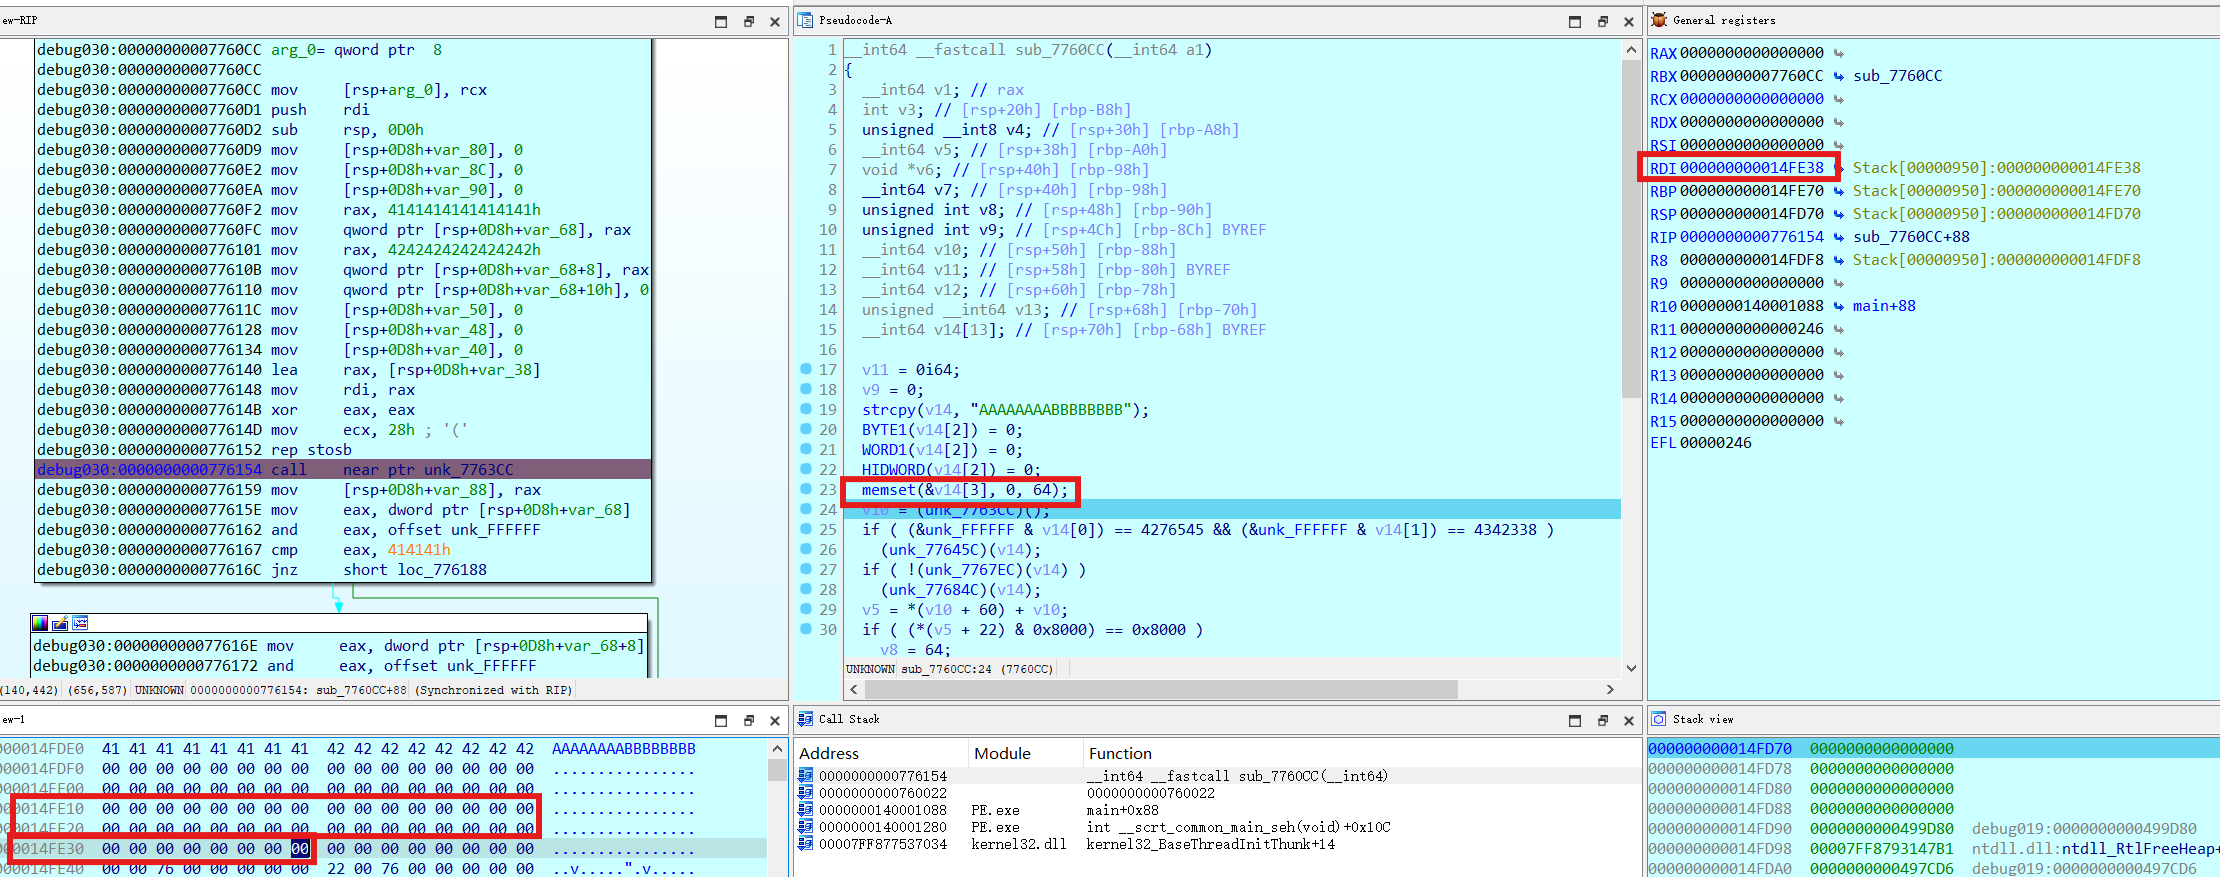 ew-RIP
debug030:00000000007760CC arg_0= qword ptr  8
debug030:00000000007760CC
debug030:00000000007760CC mov     [rsp+arg_0], rcx
debug030:00000000007760D1 push    rdi
debug030:00000000007760D2 sub     rsp, 0D0h
debug030:00000000007760D9 mov     [rsp+0D8h+var_80], 0
debug030:00000000007760E2 mov     [rsp+0D8h+var_8C], 0
debug030:00000000007760EA mov     [rsp+0D8h+var_90], 0
debug030:00000000007760F2 mov     rax, 4141414141414141h
debug030:00000000007760FC mov     qword ptr [rsp+0D8h+var_68], rax
debug030:0000000000776101 mov     rax, 4242424242424242h
debug030:000000000077610B mov     qword ptr [rsp+0D8h+var_68+8], rax
debug030:0000000000776110 mov     qword ptr [rsp+0D8h+var_68+10h], 0
debug030:000000000077611C mov     [rsp+0D8h+var_50], 0
debug030:0000000000776128 mov     [rsp+0D8h+var_48], 0
debug030:0000000000776134 mov     [rsp+0D8h+var_40], 0
debug030:0000000000776140 lea     rax, [rsp+0D8h+var_38]
debug030:0000000000776148 mov     rdi, rax
debug030:000000000077614B xor     eax, eax
debug030:000000000077614D mov     ecx, 28h ; '('
debug030:0000000000776152 rep stosb
debug030:0000000000776154 call    near ptr unk_7763CC
debug030:0000000000776159 mov     [rsp+0D8h+var_88], rax
debug030:000000000077615E mov     eax, dword ptr [rsp+0D8h+var_68]
debug030:0000000000776162 and     eax, offset unk_FFFFFF
debug030:0000000000776167 cmp     eax, 414141h
debug030:000000000077616C jnz     short loc_776188
debug030:000000000077616E mov     eax, dword ptr [rsp+0D8h+var_68+8]
debug030:0000000000776172 and     eax, offset unk_FFFFFF
(140,442) (656,587) UNKNOWN 0000000000776154: sub_7760CC+88 (Synchronized with RIP)
Pseudocode-A
1 __int64 __fastcall sub_7760CC(__int64 a1)
2 {
3   __int64 v1; // rax
4   int v3; // [rsp+20h] [rbp-B8h]
5   unsigned __int8 v4; // [rsp+30h] [rbp-A8h]
6   __int64 v5; // [rsp+38h] [rbp-A0h]
7   void *v6; // [rsp+40h] [rbp-98h]
8   __int64 v7; // [rsp+40h] [rbp-98h]
9   unsigned int v8; // [rsp+48h] [rbp-90h]
10   unsigned int v9; // [rsp+4Ch] [rbp-8Ch] BYREF
11   __int64 v10; // [rsp+50h] [rbp-88h]
12   __int64 v11; // [rsp+58h] [rbp-80h] BYREF
13   __int64 v12; // [rsp+60h] [rbp-78h]
14   unsigned __int64 v13; // [rsp+68h] [rbp-70h]
15   __int64 v14[13]; // [rsp+70h] [rbp-68h] BYREF
16
17   v11 = 0i64;
18   v9 = 0;
19   strcpy(v14, "AAAAAAAABBBBBBBB");
20   BYTE1(v14[2]) = 0;
21   WORD1(v14[2]) = 0;
22   HIDWORD(v14[2]) = 0;
23   memset(&v14[3], 0, 64);
24   v10 = (unk_7763CC)();
25   if ( (&unk_FFFFFF & v14[0]) == 4276545 && (&unk_FFFFFF & v14[1]) == 4342338 )
26     (unk_77645C)(v14);
27   if ( !(unk_7767EC)(v14) )
28     (unk_77684C)(v14);
29   v5 = *(v10 + 60) + v10;
30   if ( (*(v5 + 22) & 0x8000) == 0x8000 )
v8 = 64;
UNKNOWN sub_7760CC:24 (7760CC)
General registers
RAX 0000000000000000
RBX 00000000007760CC sub_7760CC
RCX 0000000000000000
RDX 0000000000000000
RSI 0000000000000000
RDI 000000000014FE38 Stack[00000950]:000000000014FE38
RBP 000000000014FE70 Stack[00000950]:000000000014FE70
RSP 000000000014FD70 Stack[00000950]:000000000014FD70
RIP 0000000000776154 sub_7760CC+88
R8 000000000014FDF8 Stack[00000950]:000000000014FDF8
R9 0000000000000000
R10 0000000140001088 main+88
R11 0000000000000246
R12 0000000000000000
R13 0000000000000000
R14 0000000000000000
R15 0000000000000000
EFL 00000246
ew-1
000014FDE0  41 41 41 41 41 41 41 41  42 42 42 42 42 42 42 42  AAAAAAAABBBBBBBB
000014FDF0  00 00 00 00 00 00 00 00  00 00 00 00 00 00 00 00  ................
000014FE00  00 00 00 00 00 00 00 00  00 00 00 00 00 00 00 00  ................
000014FE10  00 00 00 00 00 00 00 00  00 00 00 00 00 00 00 00  ................
000014FE20  00 00 00 00 00 00 00 00  00 00 00 00 00 00 00 00  ................
000014FE30  00 00 00 00 00 00 00 00  00 00 00 00 00 00 00 00  ................
000014FE40  00 00 76 00 00 00 00 00  22 00 76 00 00 00 00 00  ..v.....".v.....
Call Stack
Address Module Function
0000000000776154 __int64 __fastcall sub_7760CC(__int64)
0000000000760022 0000000000760022
0000000140001088 PE.exe main+0x88
0000000140001280 PE.exe int __scrt_common_main_seh(void)+0x10C
00007FF877537034 kernel32.dll kernel32_BaseThreadInitThunk+14
Stack view
000000000014FD70  0000000000000000
000000000014FD78  0000000000000000
000000000014FD80  0000000000000000
000000000014FD88  0000000000000000
000000000014FD90  0000000000499D80  debug019:0000000000499D80
000000000014FD98  00007FF8793147B1  ntdll.dll:ntdll_RtlFreeHeap+
000000000014FDA0  0000000000497CD6  debug019:0000000000497CD6